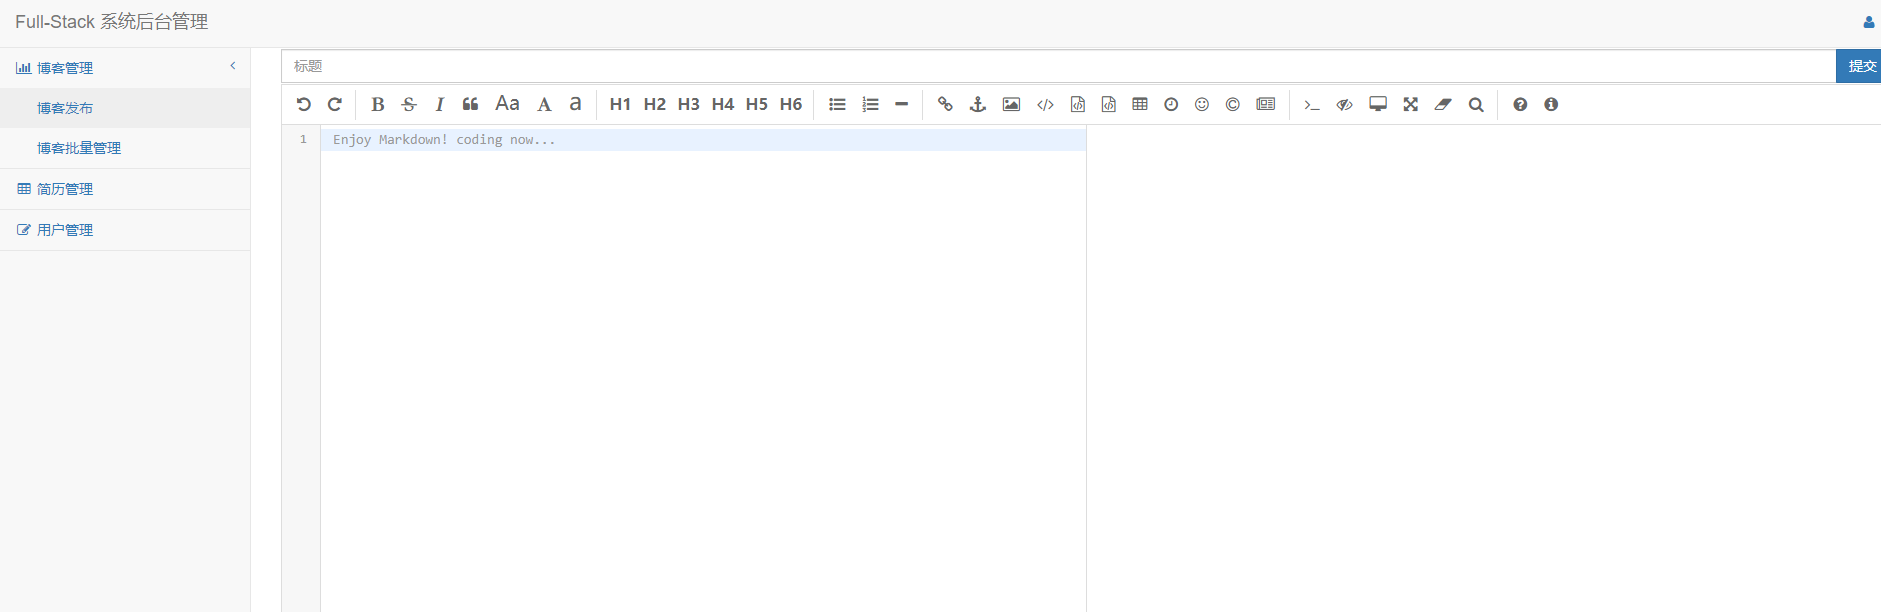 Full-Stack 系统后台管理
博客管理
博客发布
博客批量管理
简历管理
用户管理
标题 提交
B S I Aa A a H1 H2 H3 H4 H5 H6
1 Enjoy Markdown! coding now...